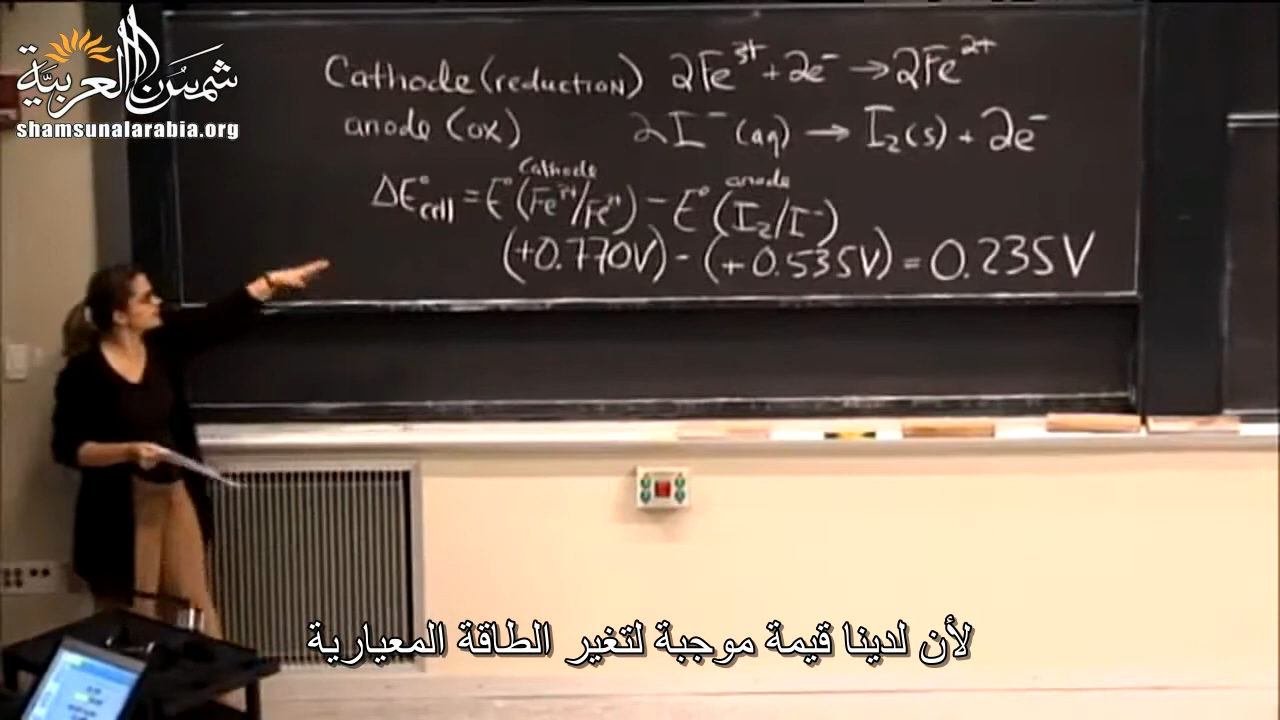 شمس العربية
shamsunalarabia.org
Cathode (reduction) 2Fe³⁺ + 2e⁻ → 2Fe²⁺
anode (ox) 2I⁻ (aq) → I₂(s) + 2e⁻
cathode anode
ΔE°cell = E°(Fe³⁺/Fe²⁺) - E°(I₂/I⁻)
(+0.770V) - (+0.535V) = 0.235V
لأن لدينا قيمة موجبة لتغير الطاقة المعيارية